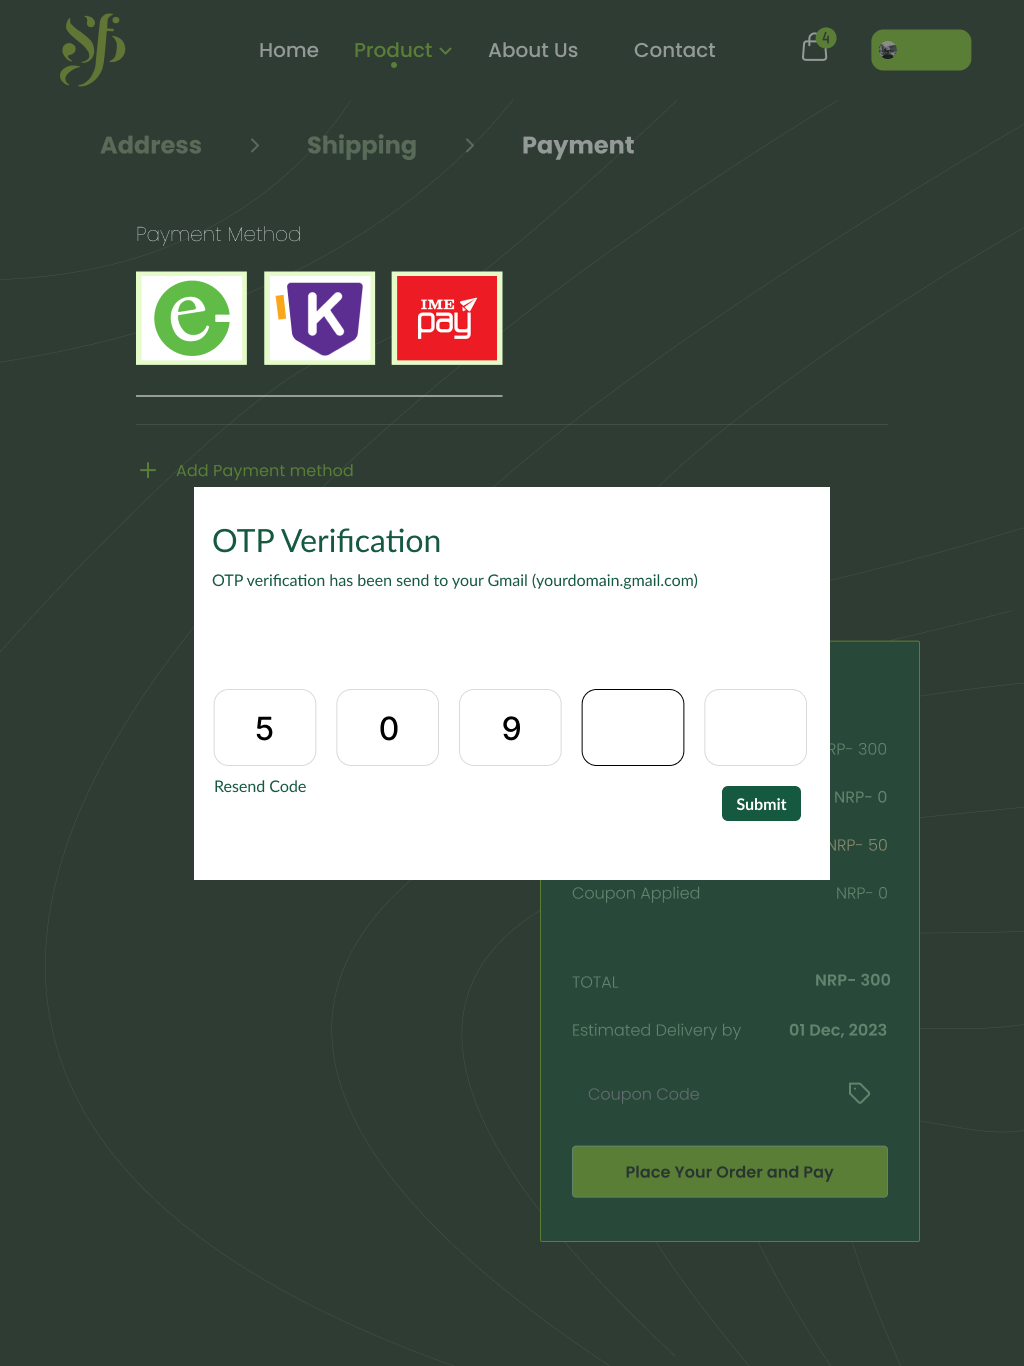 Home Product About Us Contact 4
Address Shipping Payment
Payment Method
e K IME pay
Add Payment method
OTP Verification
OTP verification has been send to your Gmail (yourdomain.gmail.com)
5 0 9
Resend Code
Submit
RP- 300
NRP- 0
NRP- 50
Coupon Applied NRP- 0
TOTAL NRP- 300
Estimated Delivery by 01 Dec, 2023
Coupon Code
Place Your Order and Pay